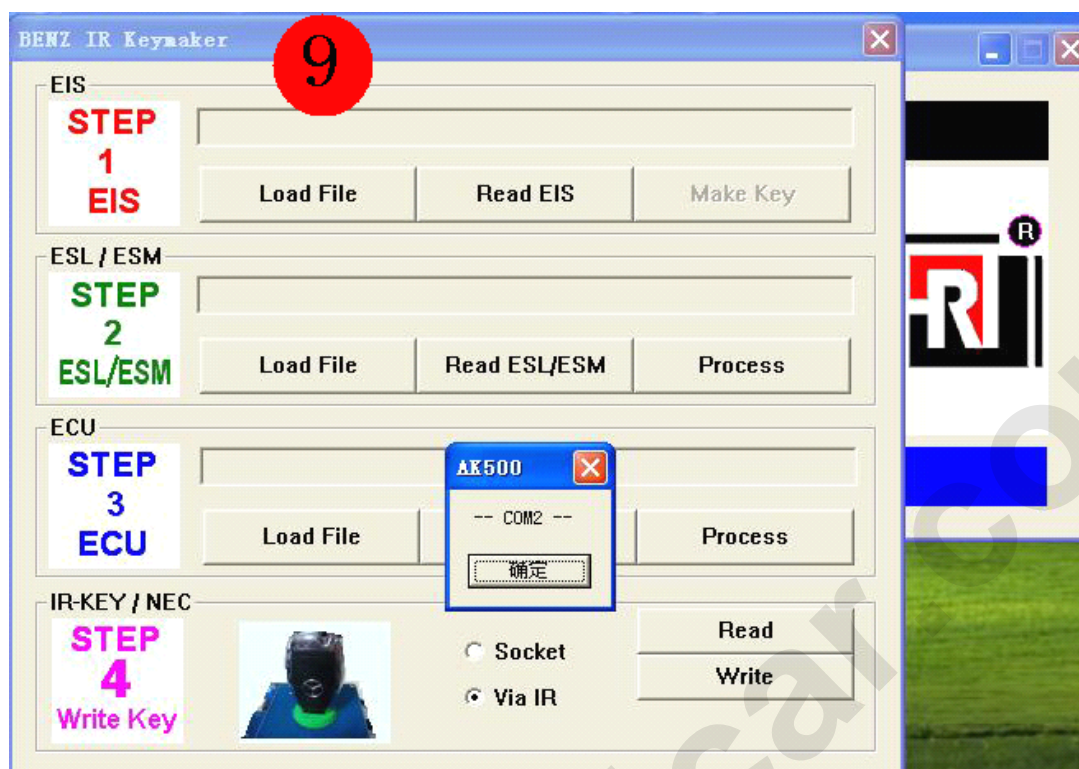 BENZ IR Keymaker
9
EIS
STEP
1
EIS
Load File
Read EIS
Make Key
ESL / ESM
STEP
2
ESL/ESM
Load File
Read ESL/ESM
Process
R
R
ECU
STEP
3
ECU
Load File
Process
AK500
-- COM2 --
确定
IR-KEY / NEC
STEP
4
Write Key
Socket
Via IR
Read
Write
car co